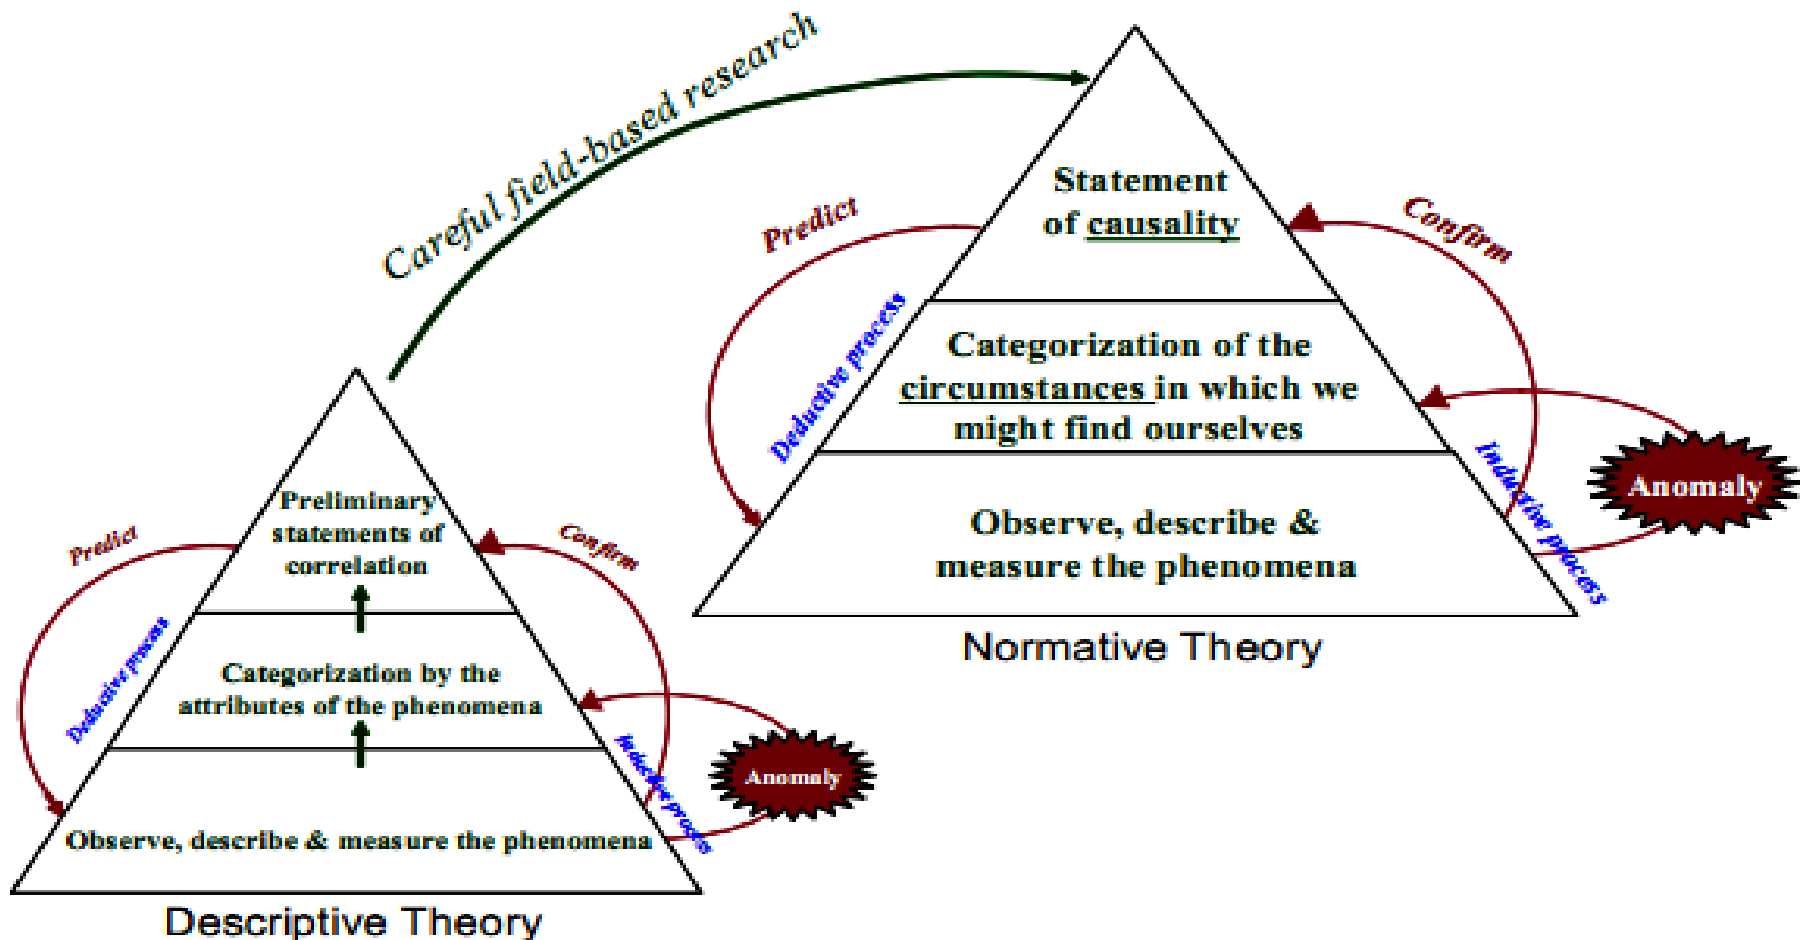 Careful field-based research
Statement
of causality
Predict
Confirm
Deductive process
Categorization of the
circumstances in which we
might find ourselves
Inductive process
Anomaly
Observe, describe &
measure the phenomena
Normative Theory
Preliminary
statements of
correlation
Predict
Confirm
Deductive process
Categorization by the
attributes of the phenomena
Inductive process
Anomaly
Observe, describe & measure the phenomena
Descriptive Theory